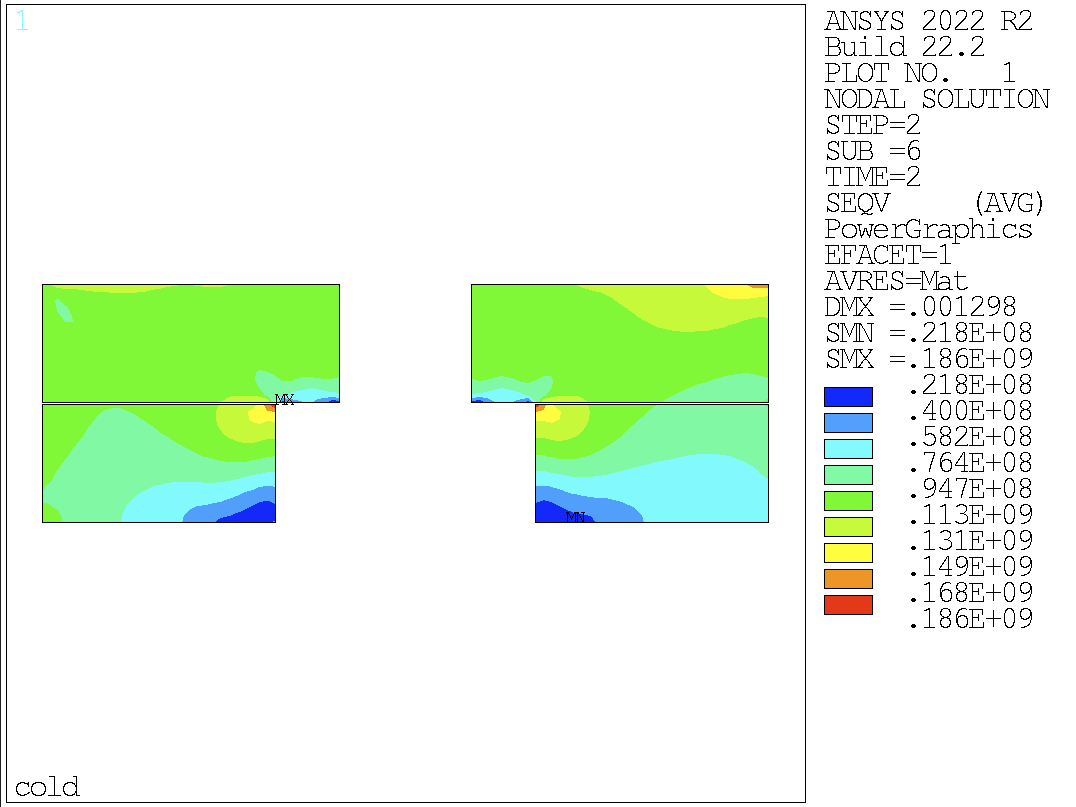 1
ANSYS 2022 R2
Build 22.2
PLOT NO.   1
NODAL SOLUTION
STEP=2
SUB =6
TIME=2
SEQV     (AVG)
PowerGraphics
EFACET=1
AVRES=Mat
DMX =.001298
SMN =.218E+08
SMX =.186E+09
.218E+08
.400E+08
.582E+08
.764E+08
.947E+08
.113E+09
.131E+09
.149E+09
.168E+09
.186E+09
MX
MN
cold